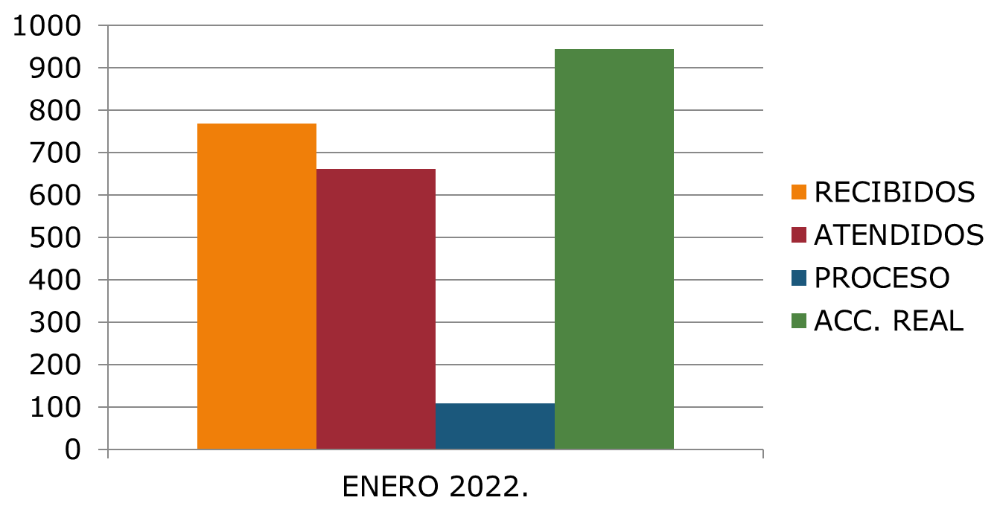 1000
900
800
700
600
500
400
300
200
100
0
ENERO 2022.
RECIBIDOS
ATENDIDOS
PROCESO
ACC. REAL